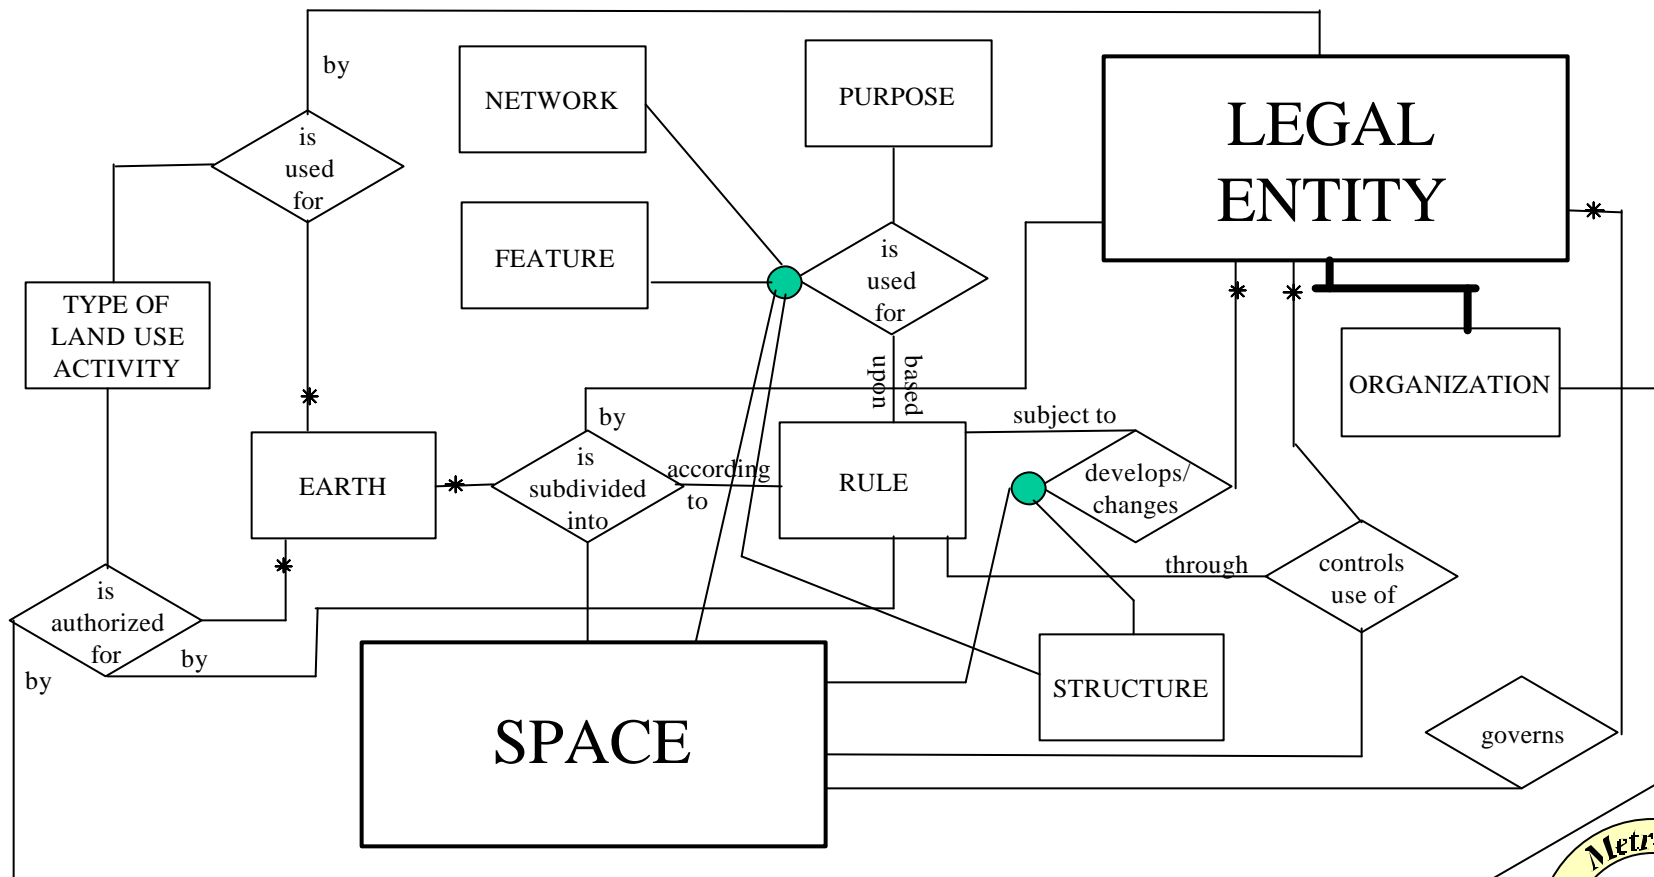 by
is
used
for
NETWORK
PURPOSE
LEGAL
ENTITY
FEATURE
is
used
for
TYPE OF
LAND USE
ACTIVITY
based
upon
ORGANIZATION
by
is
subdivided
into
according
to
EARTH
RULE
subject to
develops/
changes
through
controls
use of
is
authorized
for
by
by
SPACE
STRUCTURE
governs
Metr